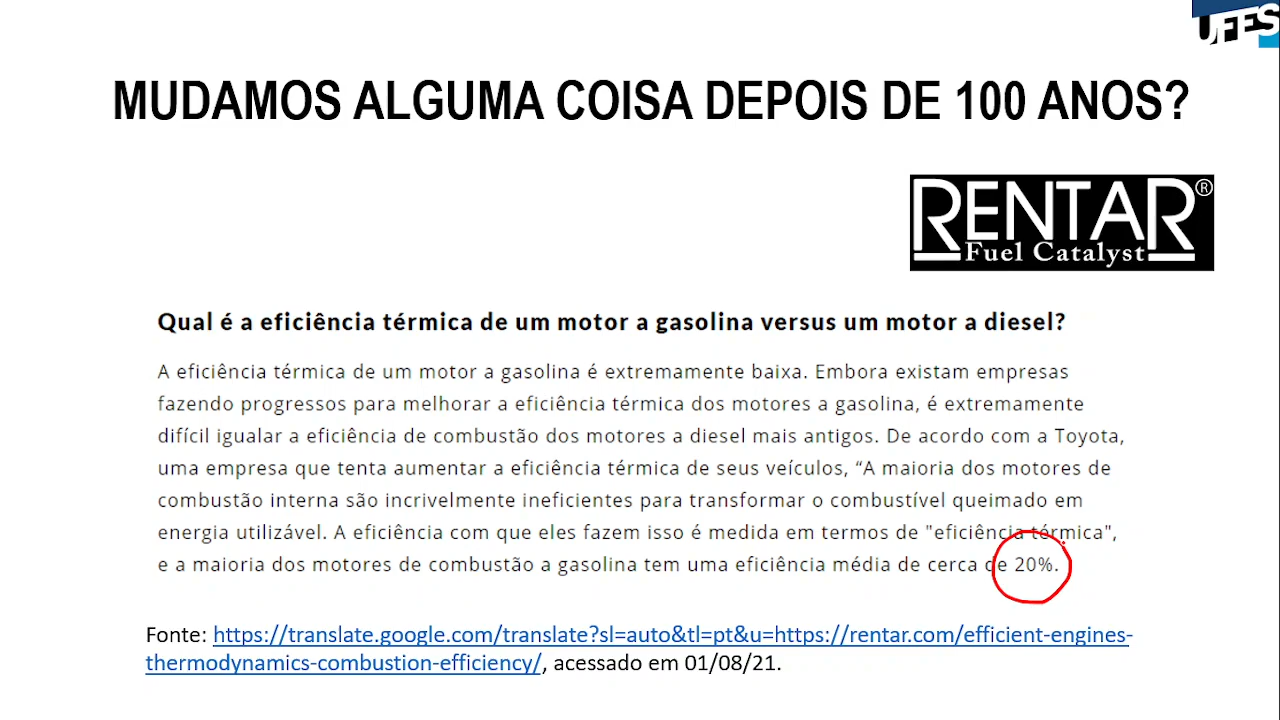 UFES
MUDAMOS ALGUMA COISA DEPOIS DE 100 ANOS?
RENTAR®
Fuel Catalyst
Qual é a eficiência térmica de um motor a gasolina versus um motor a diesel?
A eficiência térmica de um motor a gasolina é extremamente baixa. Embora existam empresas
fazendo progressos para melhorar a eficiência térmica dos motores a gasolina, é extremamente
difícil igualar a eficiência de combustão dos motores a diesel mais antigos. De acordo com a Toyota,
uma empresa que tenta aumentar a eficiência térmica de seus veículos, “A maioria dos motores de
combustão interna são incrivelmente ineficientes para transformar o combustível queimado em
energia utilizável. A eficiência com que eles fazem isso é medida em termos de "eficiência térmica",
e a maioria dos motores de combustão a gasolina tem uma eficiência média de cerca de 20%.
Fonte: https://translate.google.com/translate?sl=auto&tl=pt&u=https://rentar.com/efficient-engines-
thermodynamics-combustion-efficiency/, acessado em 01/08/21.